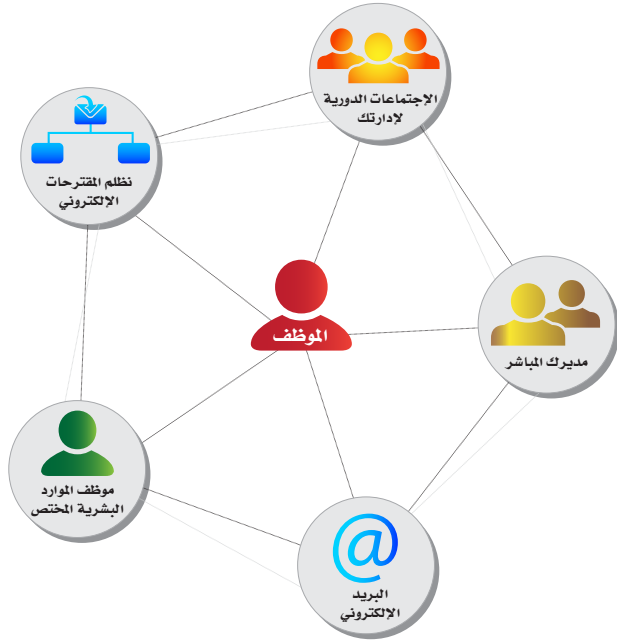 الإجتماعات الدورية
لإدارتك
نظلم المقترحات
الإلكتروني
الموظف
مديرك المباشر
موظف الموارد
البشرية المختص
@
البريد
الإلكتروني